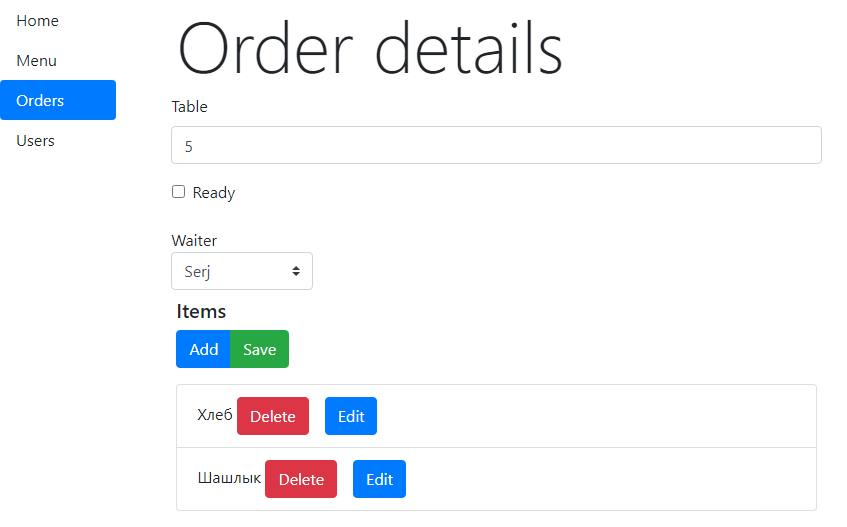 Home
Menu
Orders
Users
Order details
Table
5
Ready
Waiter
Serj
Items
Add Save
Хлеб Delete Edit
Шашлык Delete Edit